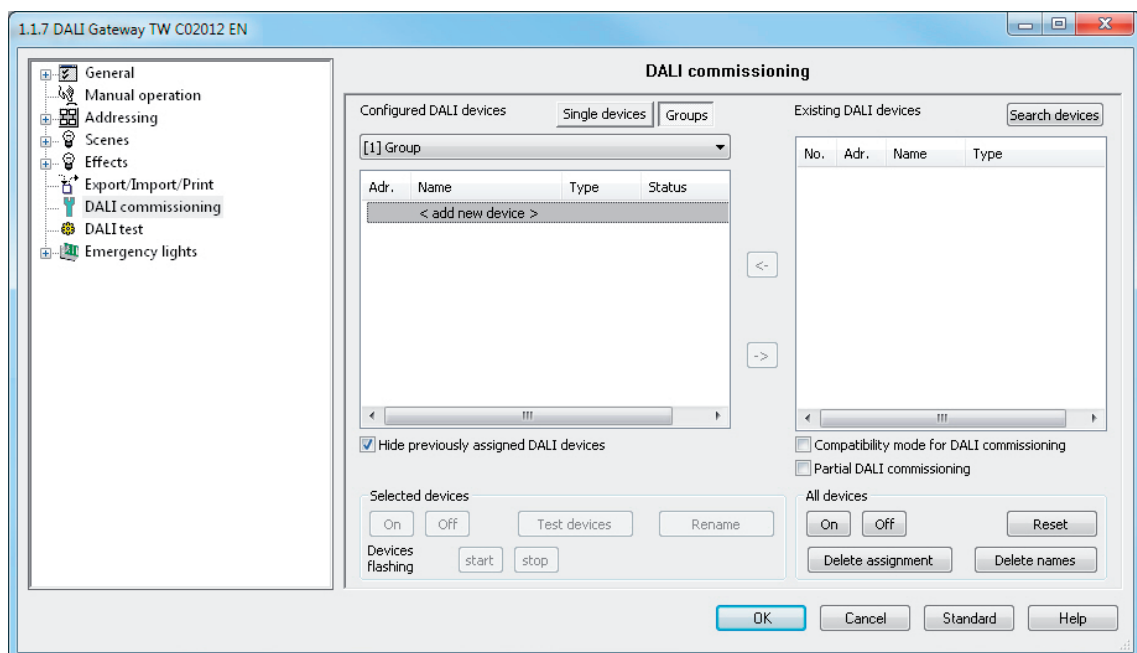 1.1.7 DALI Gateway TW C02012 EN
General
Manual operation
Addressing
Scenes
Effects
Export/Import/Print
DALI commissioning
DALI test
Emergency lights
DALI commissioning
Configured DALI devices Single devices Groups
[1] Group
Adr. Name Type Status
< add new device >
Hide previously assigned DALI devices
Selected devices
On Off Test devices Rename
Devices
flashing start stop
<-
->
Existing DALI devices Search devices
No. Adr. Name Type
Compatibility mode for DALI commissioning
Partial DALI commissioning
All devices
On Off Reset
Delete assignment Delete names
OK Cancel Standard Help